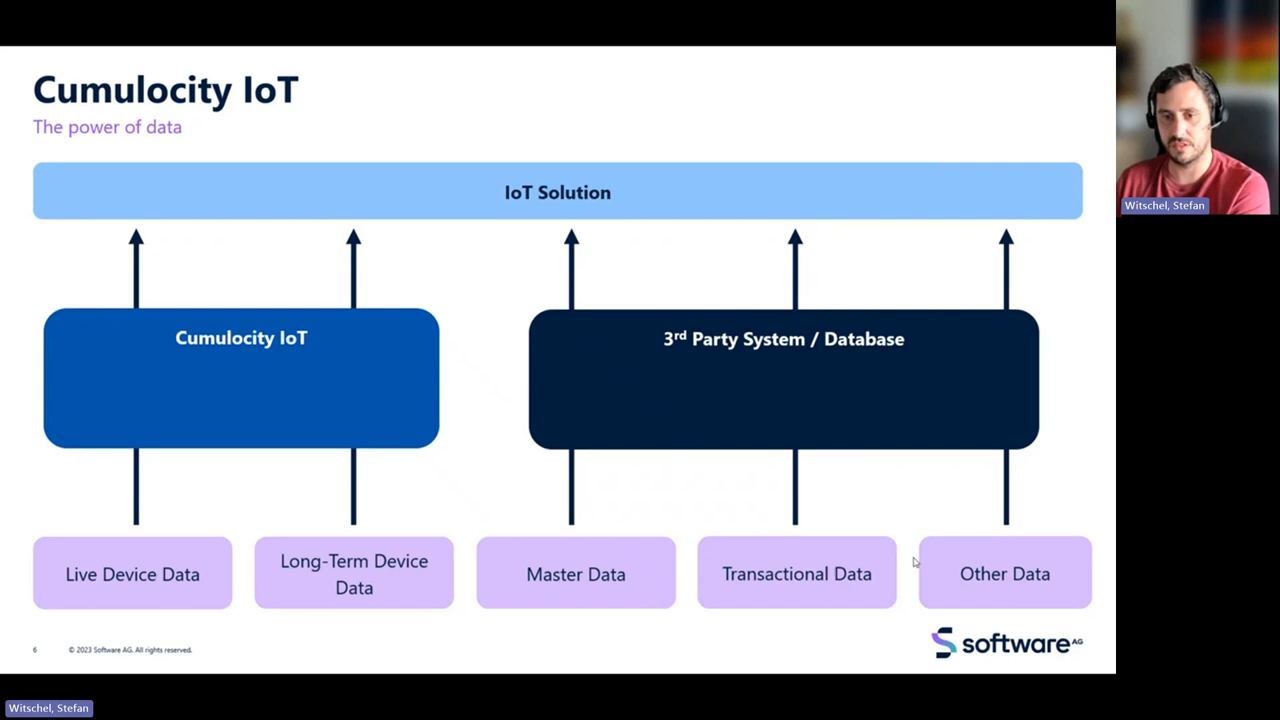 Cumulocity IoT
The power of data
IoT Solution
Cumulocity IoT
3rd Party System / Database
Live Device Data
Long-Term Device
Data
Master Data
Transactional Data
Other Data
6
© 2023 Software AG. All rights reserved.
software AG
Witschel, Stefan
Witschel, Stefan